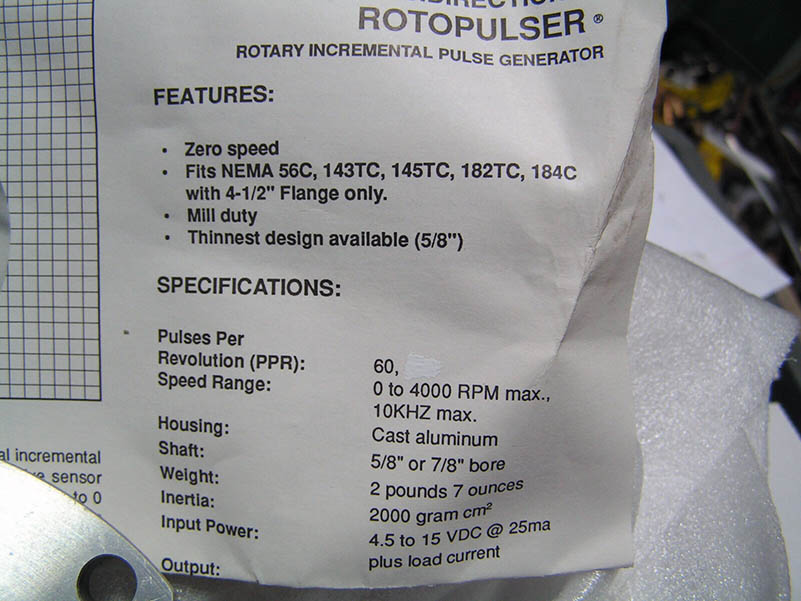 ROTOPULSER ®
ROTARY INCREMENTAL PULSE GENERATOR
FEATURES:
• Zero speed
• Fits NEMA 56C, 143TC, 145TC, 182TC, 184C
with 4-1/2" Flange only.
• Mill duty
• Thinnest design available (5/8")
SPECIFICATIONS:
Pulses Per
Revolution (PPR): 60,
Speed Range: 0 to 4000 RPM max.,
10KHZ max.
Housing: Cast aluminum
Shaft: 5/8" or 7/8" bore
Weight: 2 pounds 7 ounces
Inertia: 2000 gram cm²
Input Power: 4.5 to 15 VDC @ 25ma
plus load current
Output:
incremental
sensor
to 0